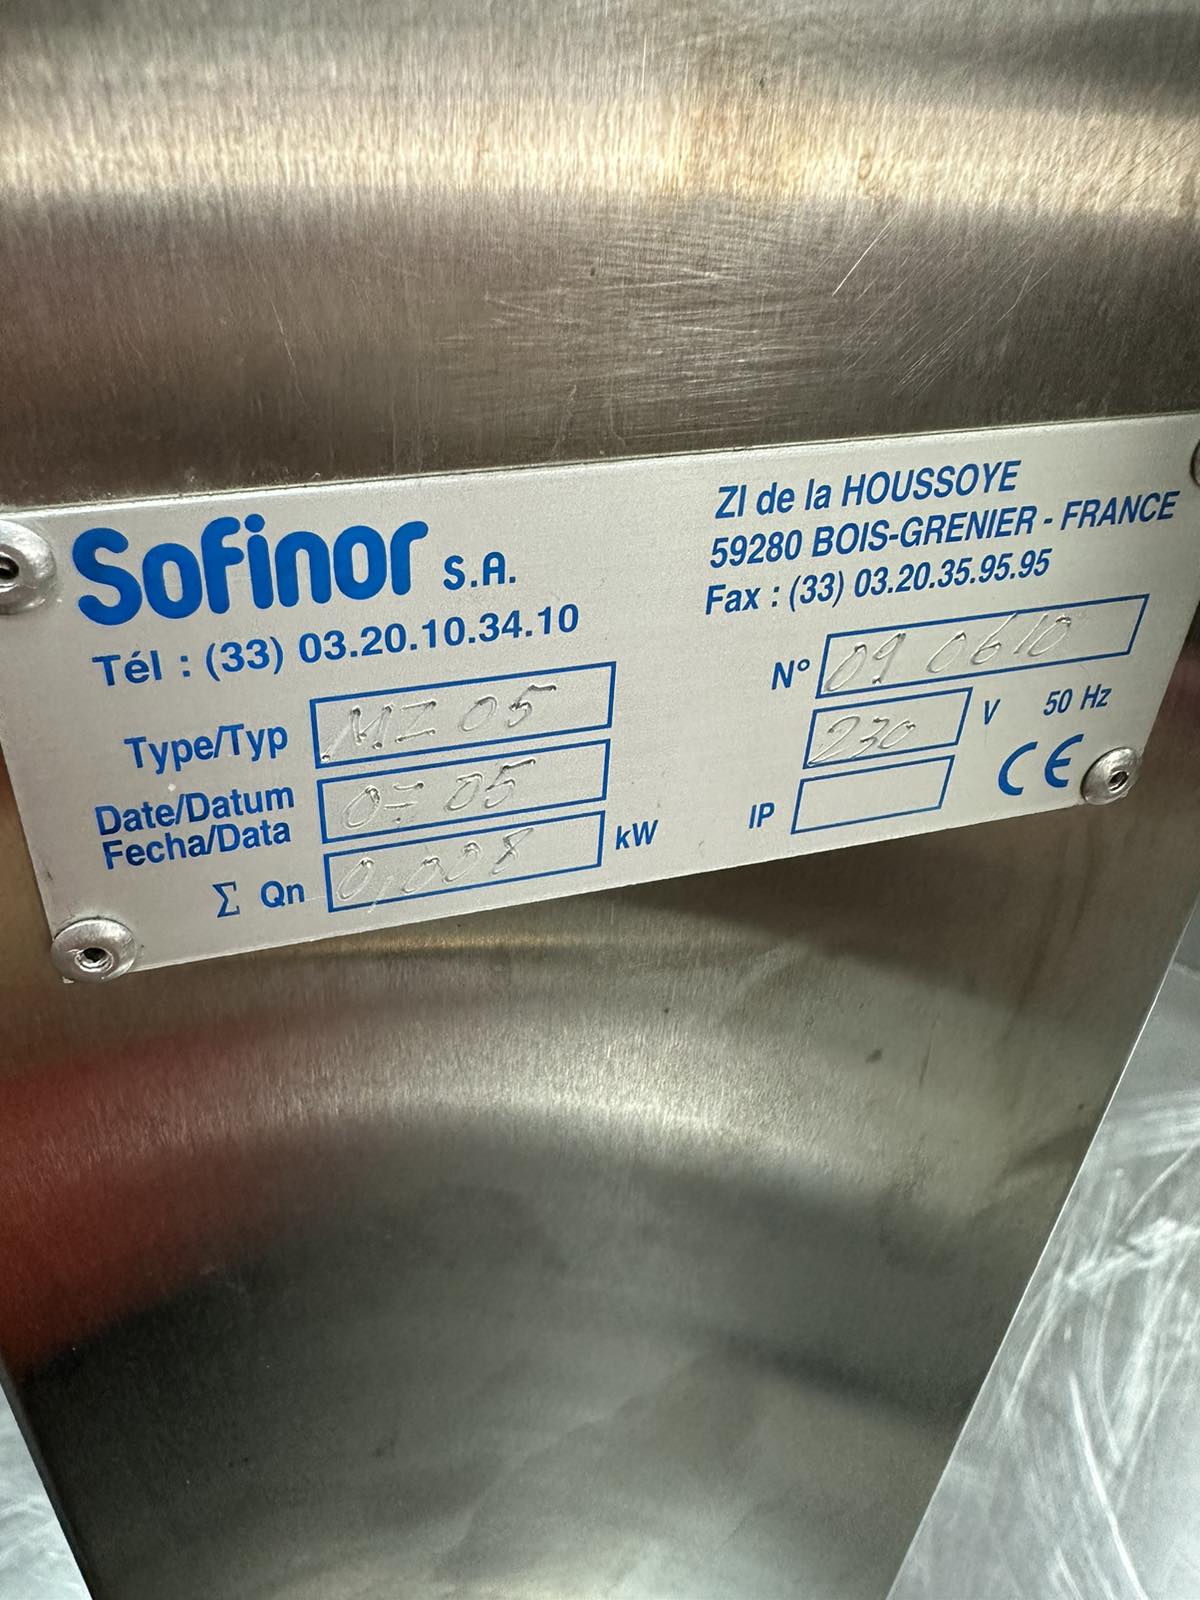 Sofinor S.A.
Tél : (33) 03.20.10.34.10
ZI de la HOUSSOYE
59280 BOIS-GRENIER - FRANCE
Fax : (33) 03.20.35.95.95
Type/Typ 05
Date/Datum
Fecha/Data 05
Σ Qn 0,008 kW
N° 09 0610
230 V 50 Hz
IP CE